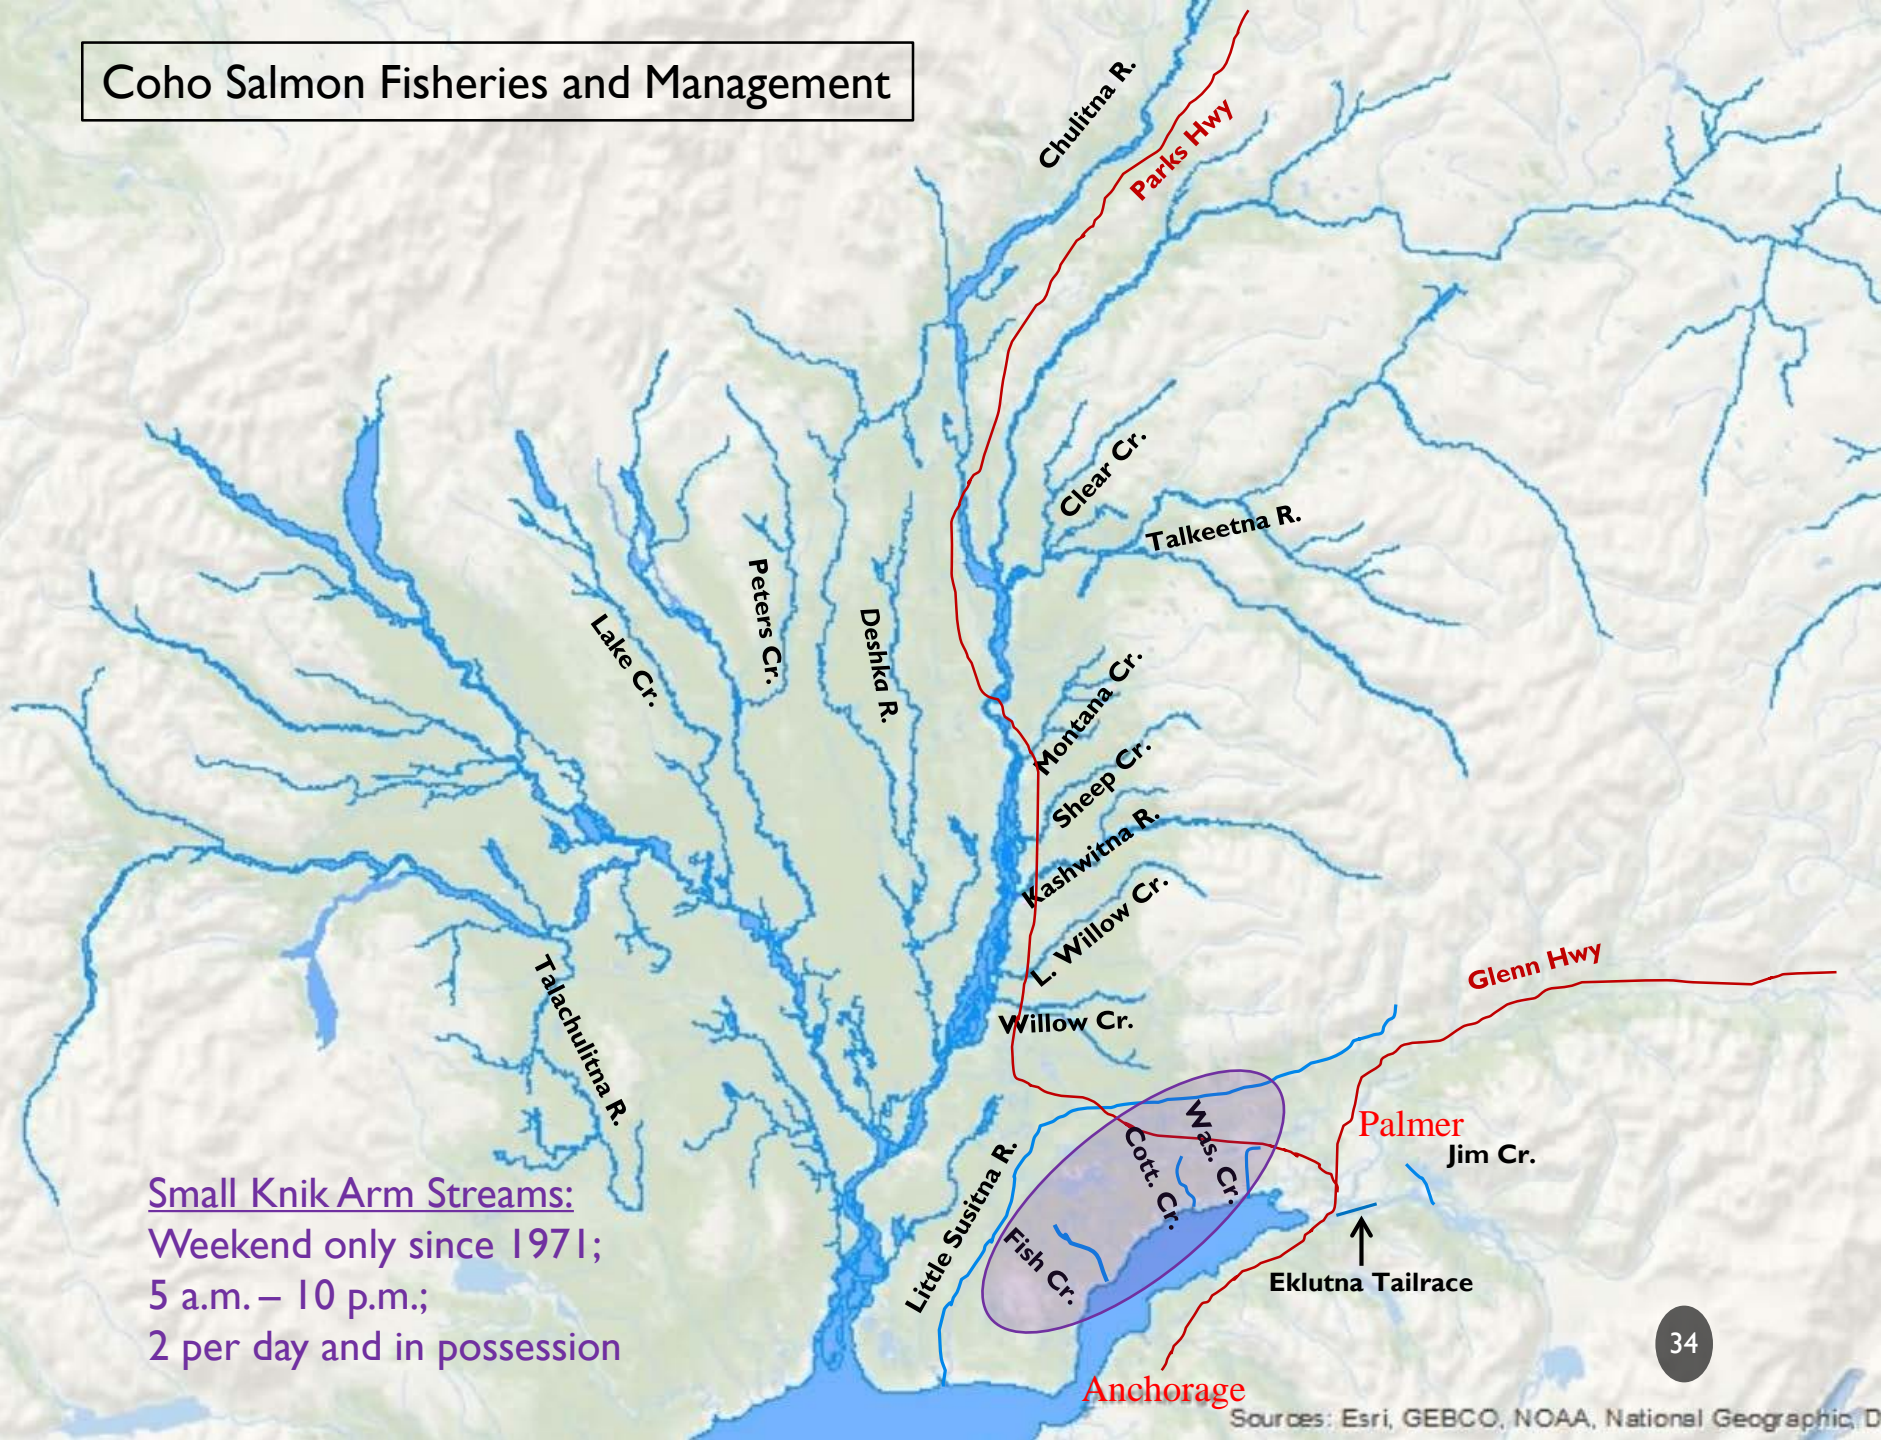 Coho Salmon Fisheries and Management
Chulitna R.
Parks Hwy
Clear Cr.
Talkeetna R.
Peters Cr.
Lake Cr.
Deshka R.
Montana Cr.
Sheep Cr.
Kashwitna R.
L. Willow Cr.
Willow Cr.
Talachulitna R.
Glenn Hwy
Palmer
Jim Cr.
Was. Cr.
Cott. Cr.
Little Susitna R.
Fish Cr.
Eklutna Tailrace
Small Knik Arm Streams:
Weekend only since 1971;
5 a.m. – 10 p.m.;
2 per day and in possession
34
Anchorage
Sources: Esri, GEBCO, NOAA, National Geographic, D